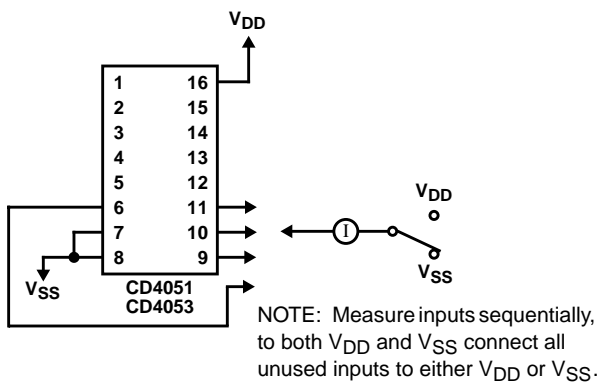 VDD
1 16
2 15
3 14
4 13
5 12
6 11
7 10
8 9
VSS
CD4051
CD4053
I
VDD
VSS
NOTE: Measure inputs sequentially,
to both VDD and VSS connect all
unused inputs to either VDD or VSS.